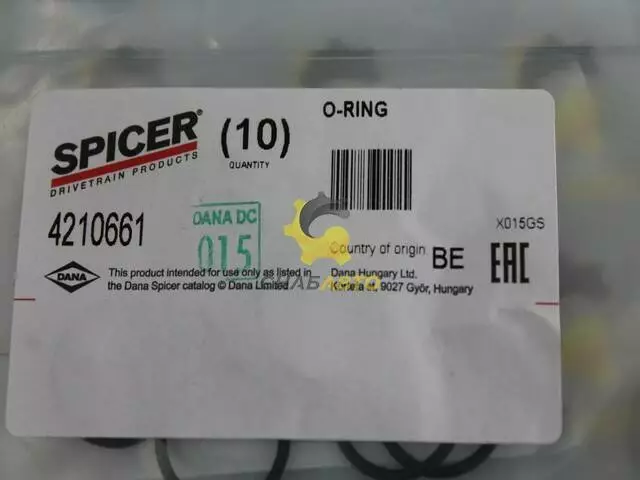 SPICER®
DRIVETRAIN PRODUCTS
(10)
QUANTITY
O-RING
4210661
DANA DC
015
X015GS
Country of origin BE
EAC
DANA
This product intended for use only as listed in
the Dana Spicer catalog © Dana Limited
Dana Hungary Ltd.
9027 Győr, Hungary